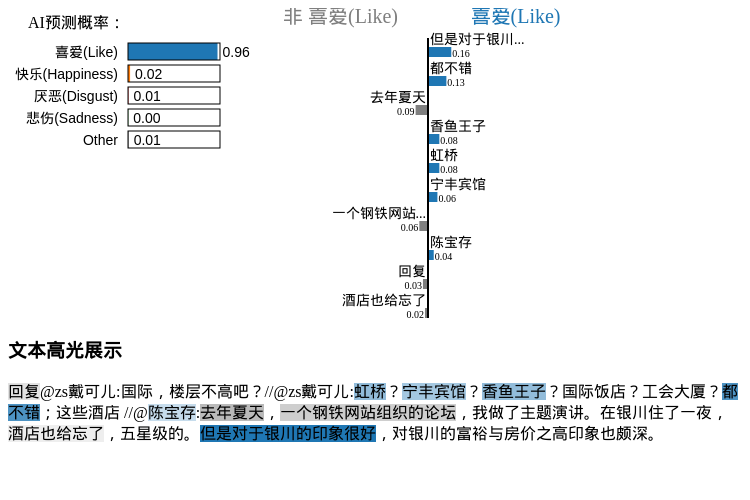 AI预测概率：
喜爱(Like) 0.96
快乐(Happiness) 0.02
厌恶(Disgust) 0.01
悲伤(Sadness) 0.00
Other 0.01
非 喜爱(Like) 喜爱(Like)
但是对于银川...
0.16
都不错
0.13
去年夏天
0.09
香鱼王子
0.08
虹桥
0.08
宁丰宾馆
0.06
一个钢铁网站...
0.06
陈宝存
0.04
回复
0.03
酒店也给忘了
0.02
文本高光展示
回复@zs戴可儿:国际，楼层不高吧？//@zs戴可儿:虹桥？宁丰宾馆？香鱼王子？国际饭店？工会大厦？都
不错；这些酒店 //@陈宝存:去年夏天，一个钢铁网站组织的论坛，我做了主题演讲。在银川住了一夜，
酒店也给忘了，五星级的。但是对于银川的印象很好，对银川的富裕与房价之高印象也颇深。